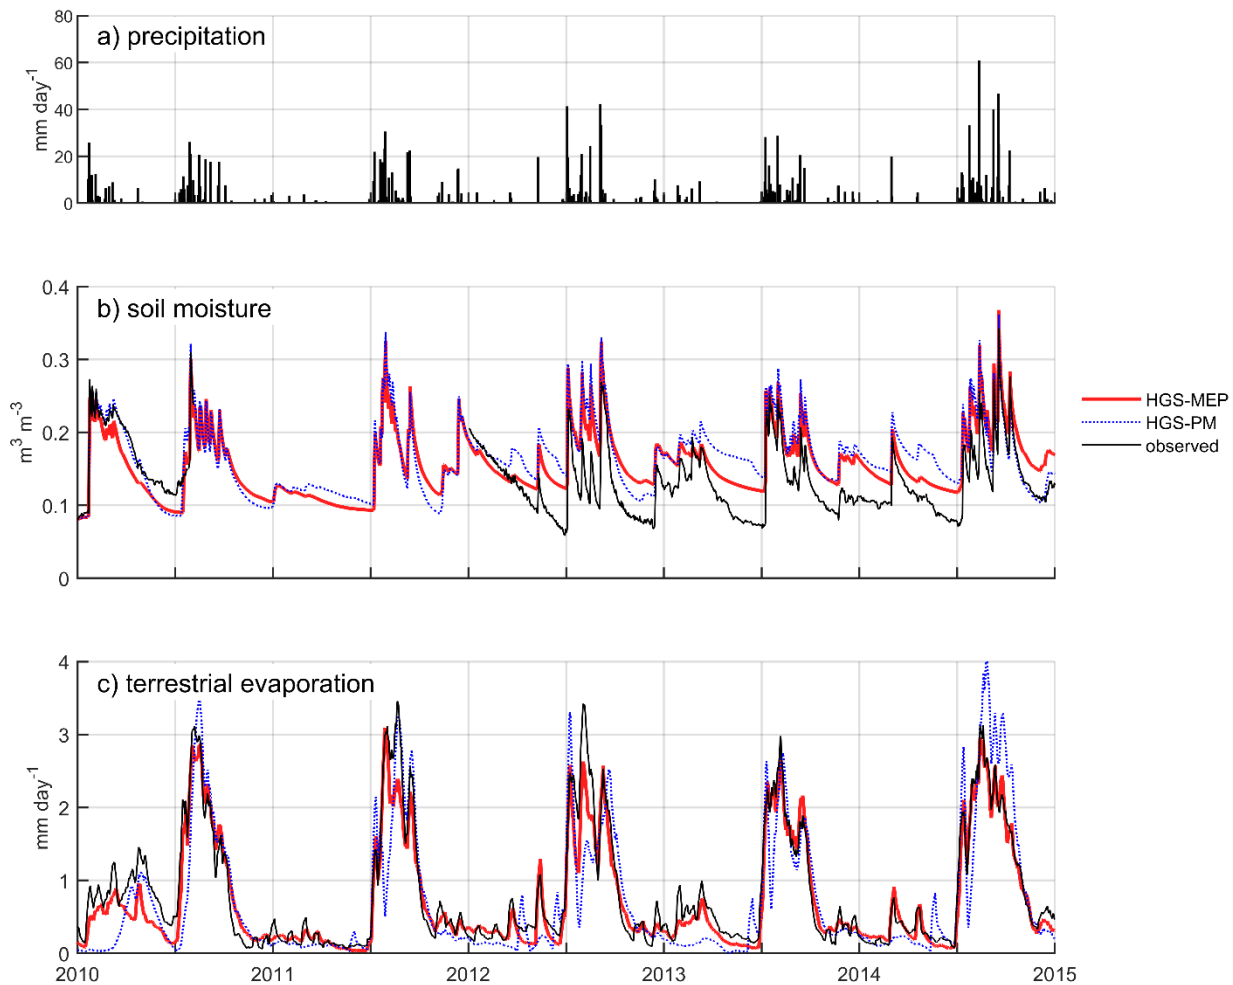 a) precipitation
80
60
40
20
0
mm day-1
b) soil moisture
0.4
0.3
0.2
0.1
0
m3 m-3
HGS-MEP
HGS-PM
observed
c) terrestrial evaporation
4
3
2
1
0
mm day-1
2010 2011 2012 2013 2014 2015